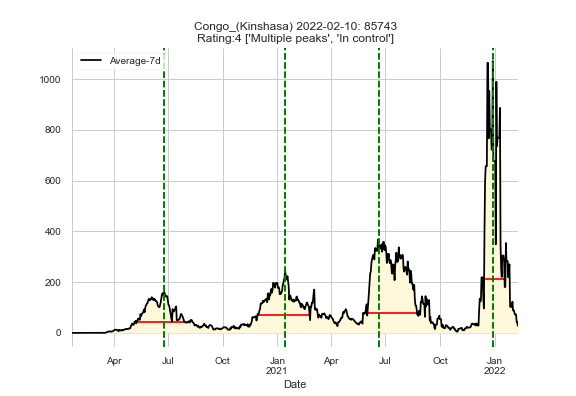 Congo_(Kinshasa) 2022-02-10: 85743
Rating:4 ['Multiple peaks', 'In control']
Average-7d
1000
800
600
400
200
0
Apr Jul Oct Jan Apr Jul Oct Jan
2021 2022
Date